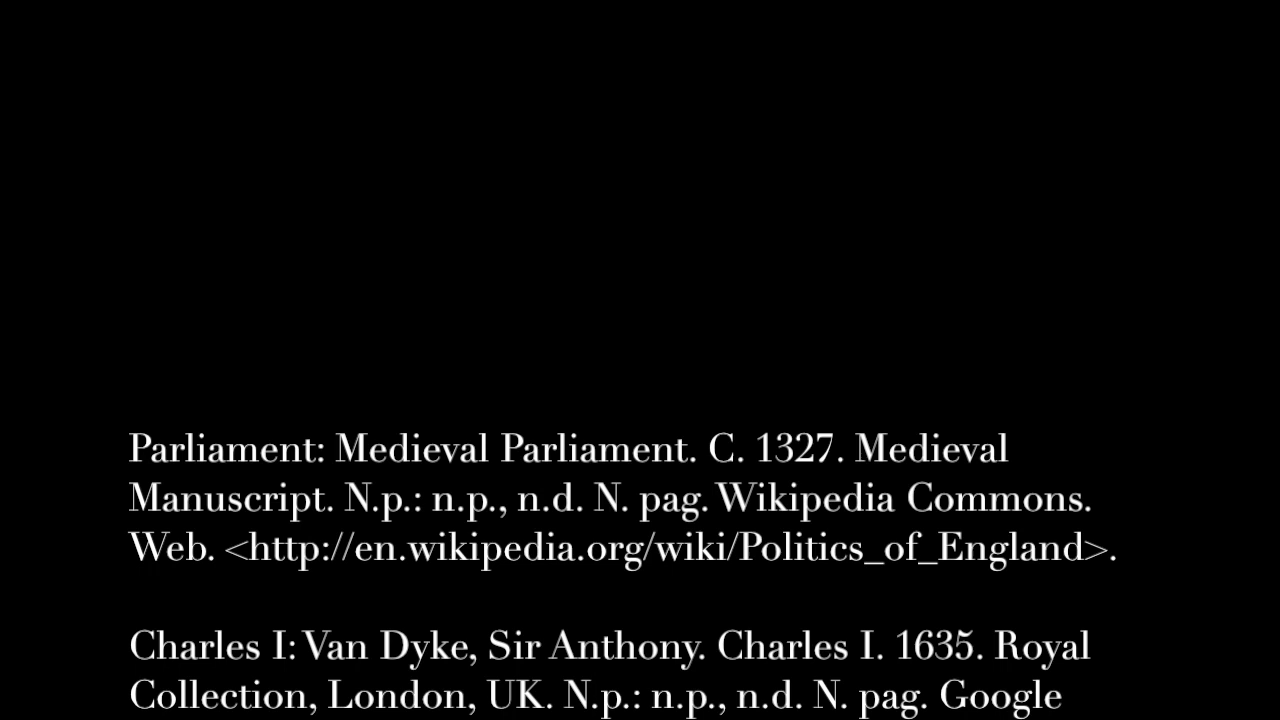 Parliament: Medieval Parliament. C. 1327. Medieval
Manuscript. N.p.: n.p., n.d. N. pag. Wikipedia Commons.
Web. <http://en.wikipedia.org/wiki/Politics_of_England>.
Charles I: Van Dyke, Sir Anthony. Charles I. 1635. Royal
Collection, London, UK. N.p.: n.p., n.d. N. pag. Google